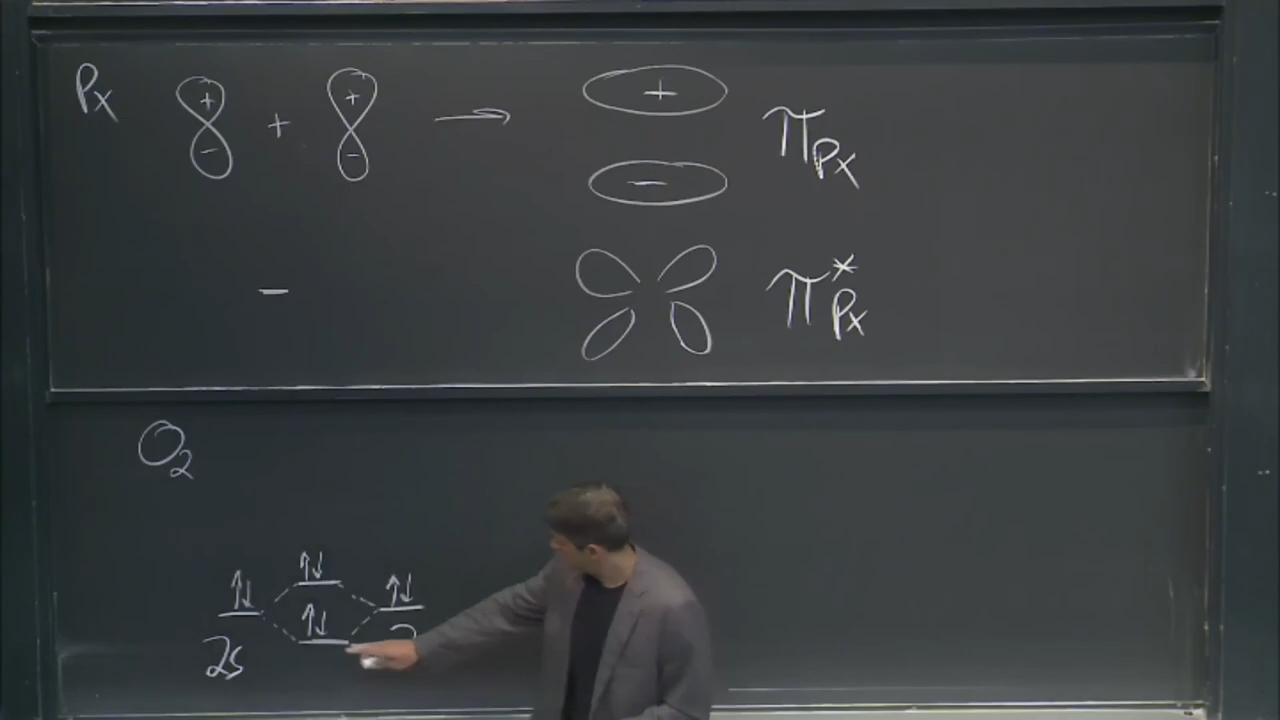 Px + - + + - → + - πPx
- π*Px
O2
↑↓ ↑↓ ↑↓
↑↓
2s